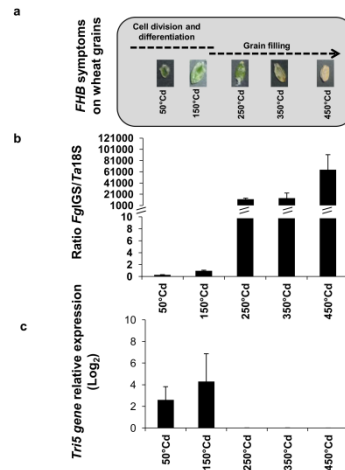 a
FHB symptoms
on wheat grains
Cell division and
differentiation
Grain filling
50°Cd
150°Cd
250°Cd
350°Cd
450°Cd
b
Ratio FgIGS/Ta18S
121000
101000
81000
61000
41000
21000
1000
10
8
6
4
2
0
50°Cd
150°Cd
250°Cd
350°Cd
450°Cd
c
Tri5 gene relative expression
(Log2)
10
8
6
4
2
0
50°Cd
150°Cd
250°Cd
350°Cd
450°Cd